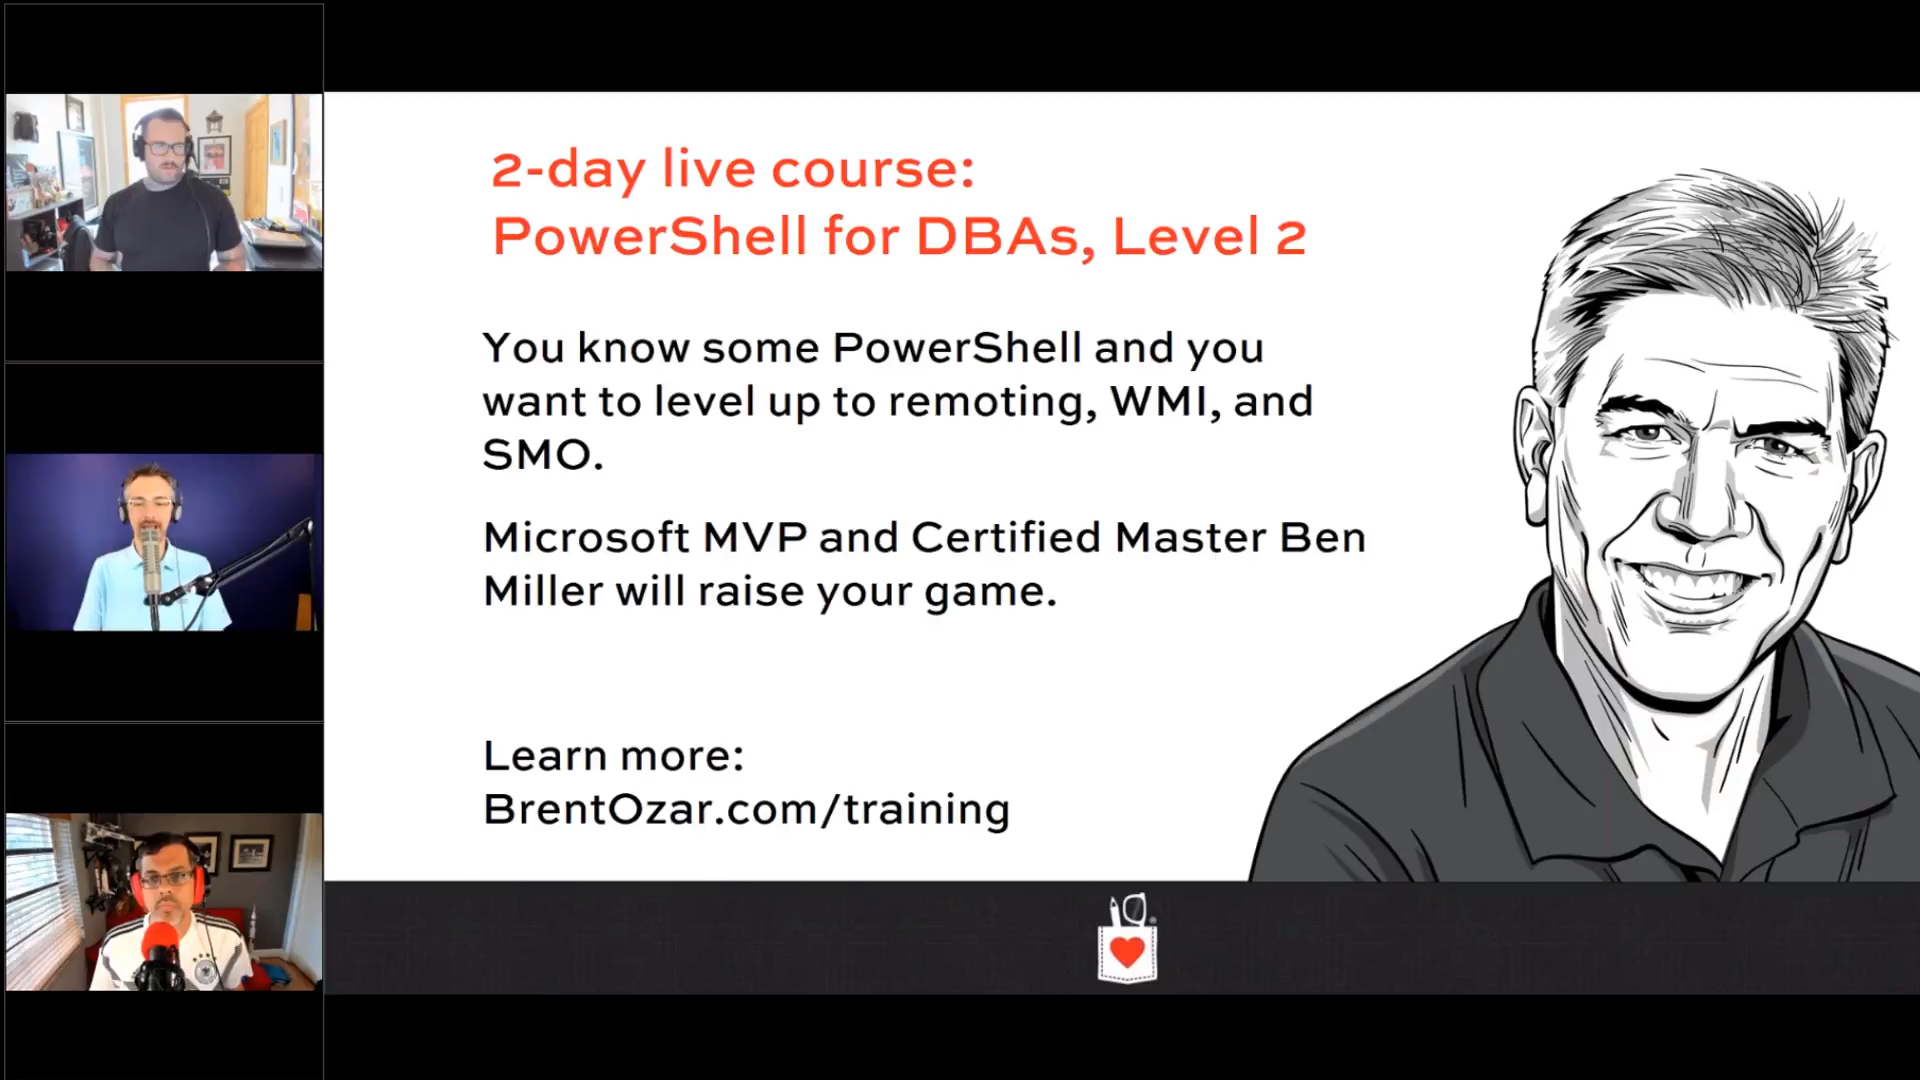 2-day live course:
PowerShell for DBAs, Level 2
You know some PowerShell and you
want to level up to remoting, WMI, and
SMO.
Microsoft MVP and Certified Master Ben
Miller will raise your game.
Learn more:
BrentOzar.com/training